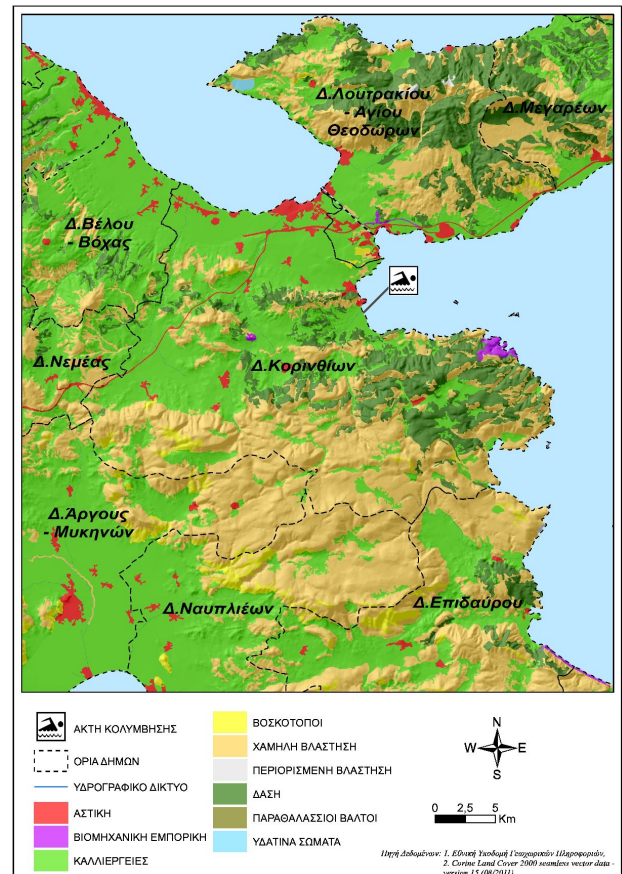 Δ.Λουτρακίου
- Αγίου
Θεοδώρων
Δ.Μεγαρέων
Δ.Βέλου
- Βόχας
Δ.Νεμέας
Δ.Κορινθίων
Δ.Άργους
- Μυκηνών
Δ.Ναυπλιέων
Δ.Επιδαύρου
ΑΚΤΗ ΚΟΛΥΜΒΗΣΗΣ
ΟΡΙΑ ΔΗΜΩΝ
ΥΔΡΟΓΡΑΦΙΚΟ ΔΙΚΤΥΟ
ΑΣΤΙΚΗ
ΒΙΟΜΗΧΑΝΙΚΗ ΕΜΠΟΡΙΚΗ
ΚΑΛΛΙΕΡΓΕΙΕΣ
ΒΟΣΚΟΤΟΠΟΙ
ΧΑΜΗΛΗ ΒΛΑΣΤΗΣΗ
ΠΕΡΙΟΡΙΣΜΕΝΗ ΒΛΑΣΤΗΣΗ
ΔΑΣΗ
ΠΑΡΑΘΑΛΑΣΣΙΟΙ ΒΑΛΤΟΙ
ΥΔΑΤΙΝΑ ΣΩΜΑΤΑ
N
W E
S
0 2,5 5
Km
Πηγή Δεδομένων: 1. Εθνική Υποδομή Γεωχωρικών Πληροφοριών,
2. Corine Land Cover 2000 seamless vector data -
version 15 (08/2011)